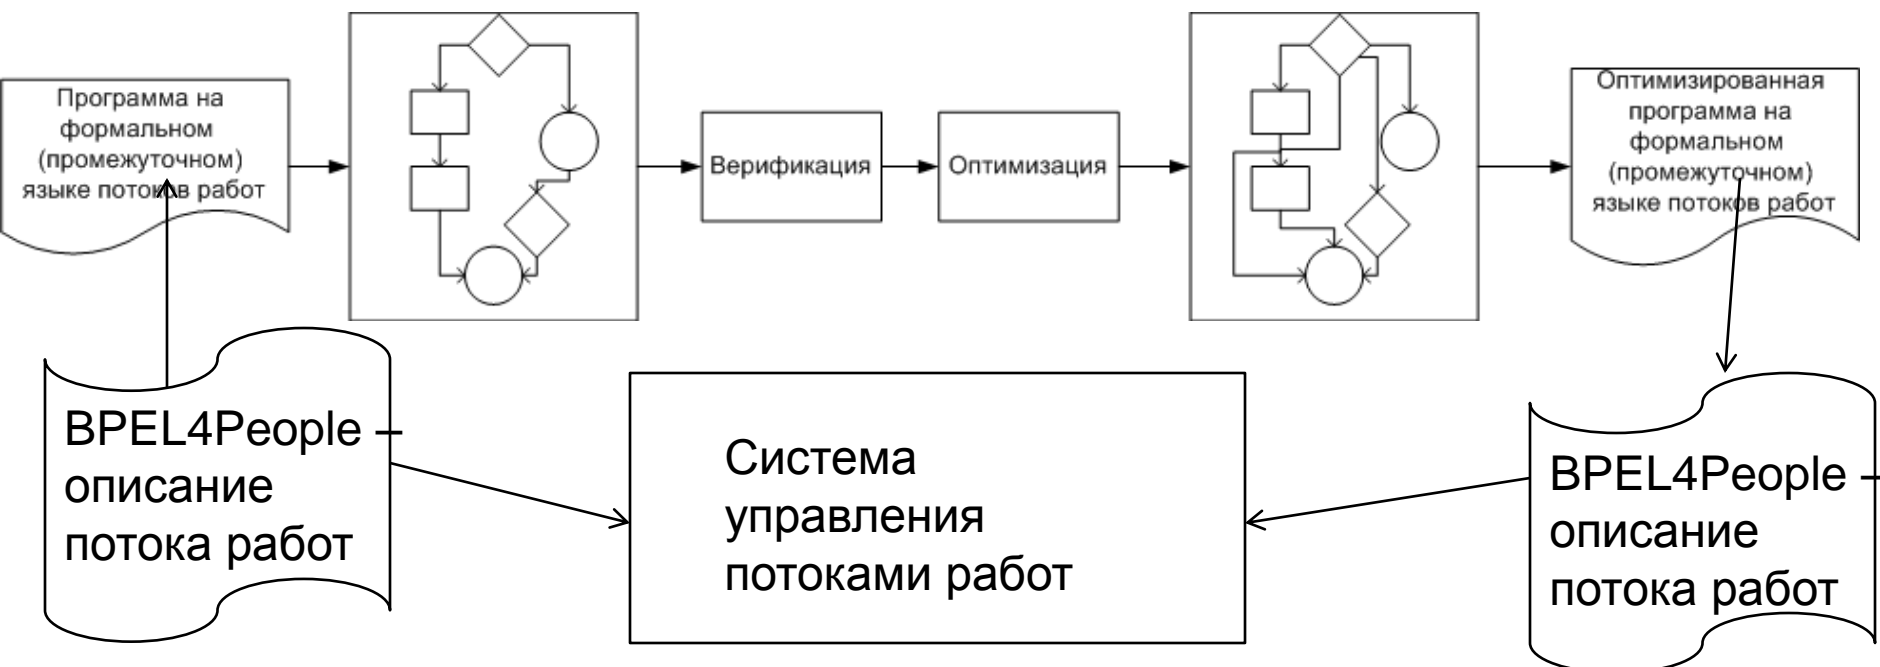 Программа на
формальном
(промежуточном)
языке потоков работ
Верификация
Оптимизация
Оптимизированная
программа на
формальном
(промежуточном)
языке потоков работ
BPEL4People –
описание
потока работ
Система
управления
потоками работ
BPEL4People –
описание
потока работ